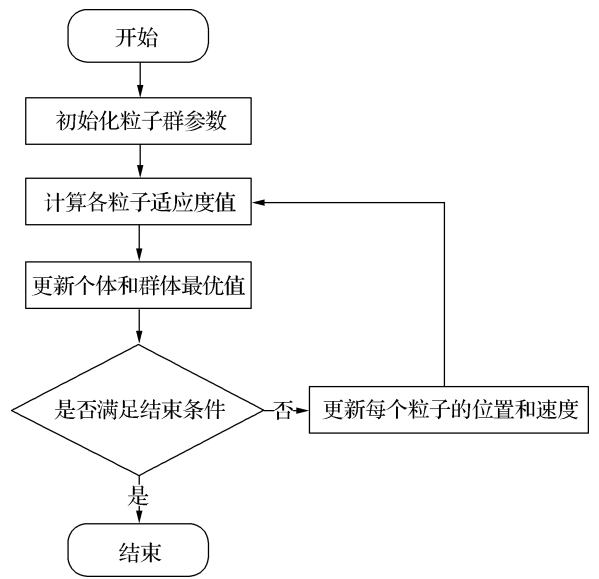 开始
初始化粒子群参数
计算各粒子适应度值
更新个体和群体最优值
是否满足结束条件
否
更新每个粒子的位置和速度
是
结束